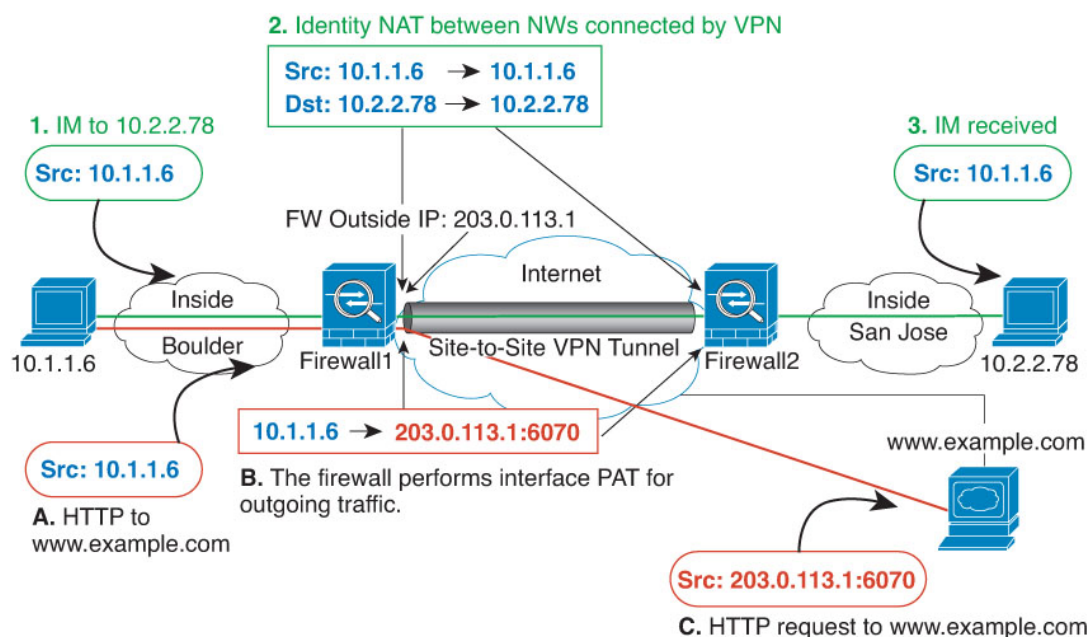 2. Identity NAT between NWs connected by VPN
Src: 10.1.1.6 → 10.1.1.6
Dst: 10.2.2.78 → 10.2.2.78
1. IM to 10.2.2.78
Src: 10.1.1.6
3. IM received
Src: 10.1.1.6
FW Outside IP: 203.0.113.1
Internet
Inside
Boulder
Inside
San Jose
10.1.1.6
Firewall1
Site-to-Site VPN Tunnel
Firewall2
10.2.2.78
10.1.1.6 → 203.0.113.1:6070
B. The firewall performs interface PAT for
outgoing traffic.
www.example.com
Src: 10.1.1.6
A. HTTP to
www.example.com
Src: 203.0.113.1:6070
C. HTTP request to www.example.com